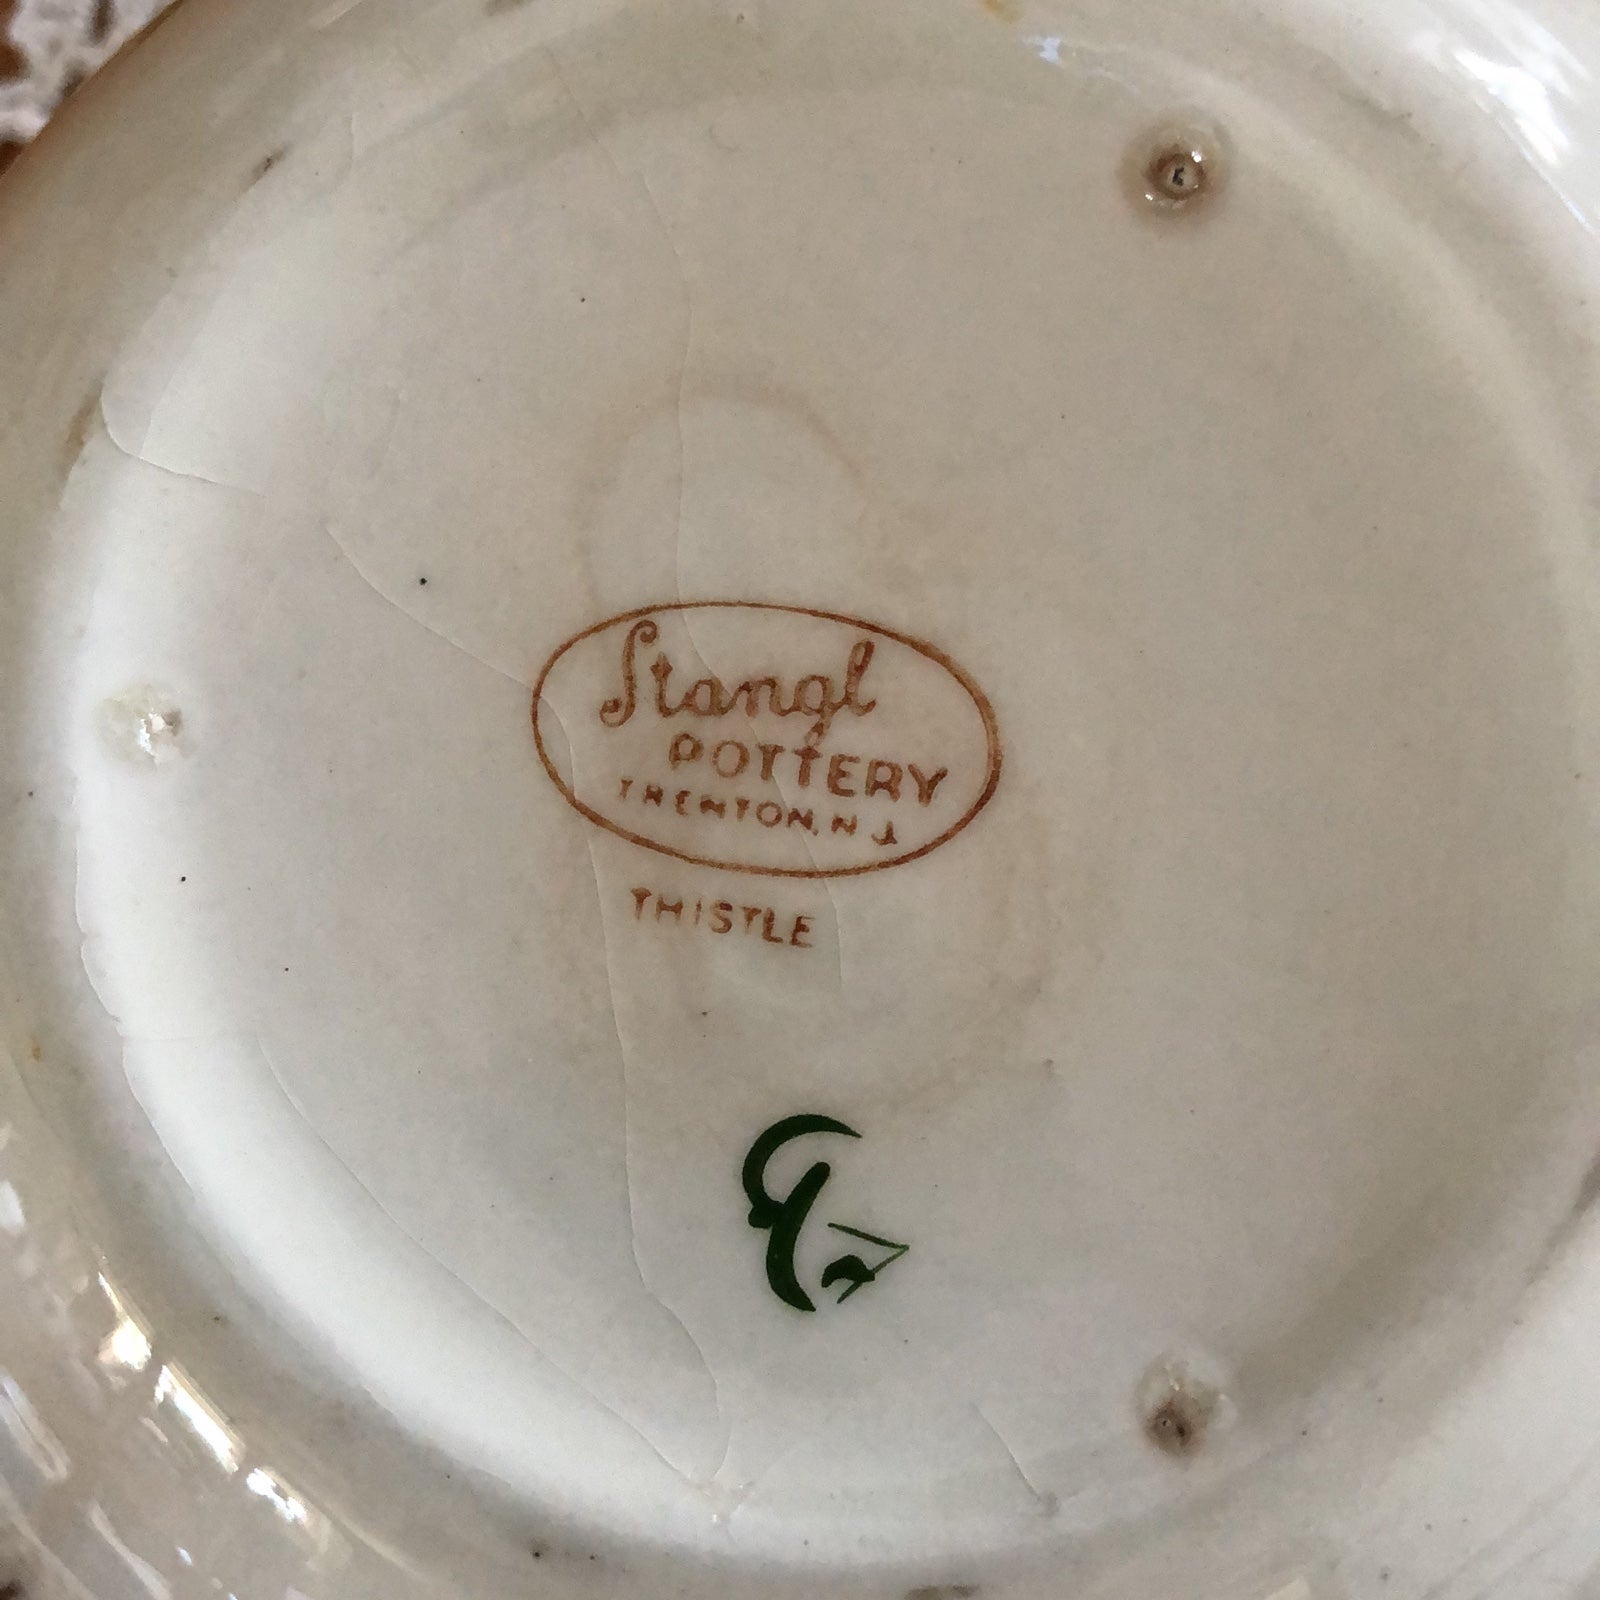 Stangl
POTTERY
TRENTON, N J
THISTLE